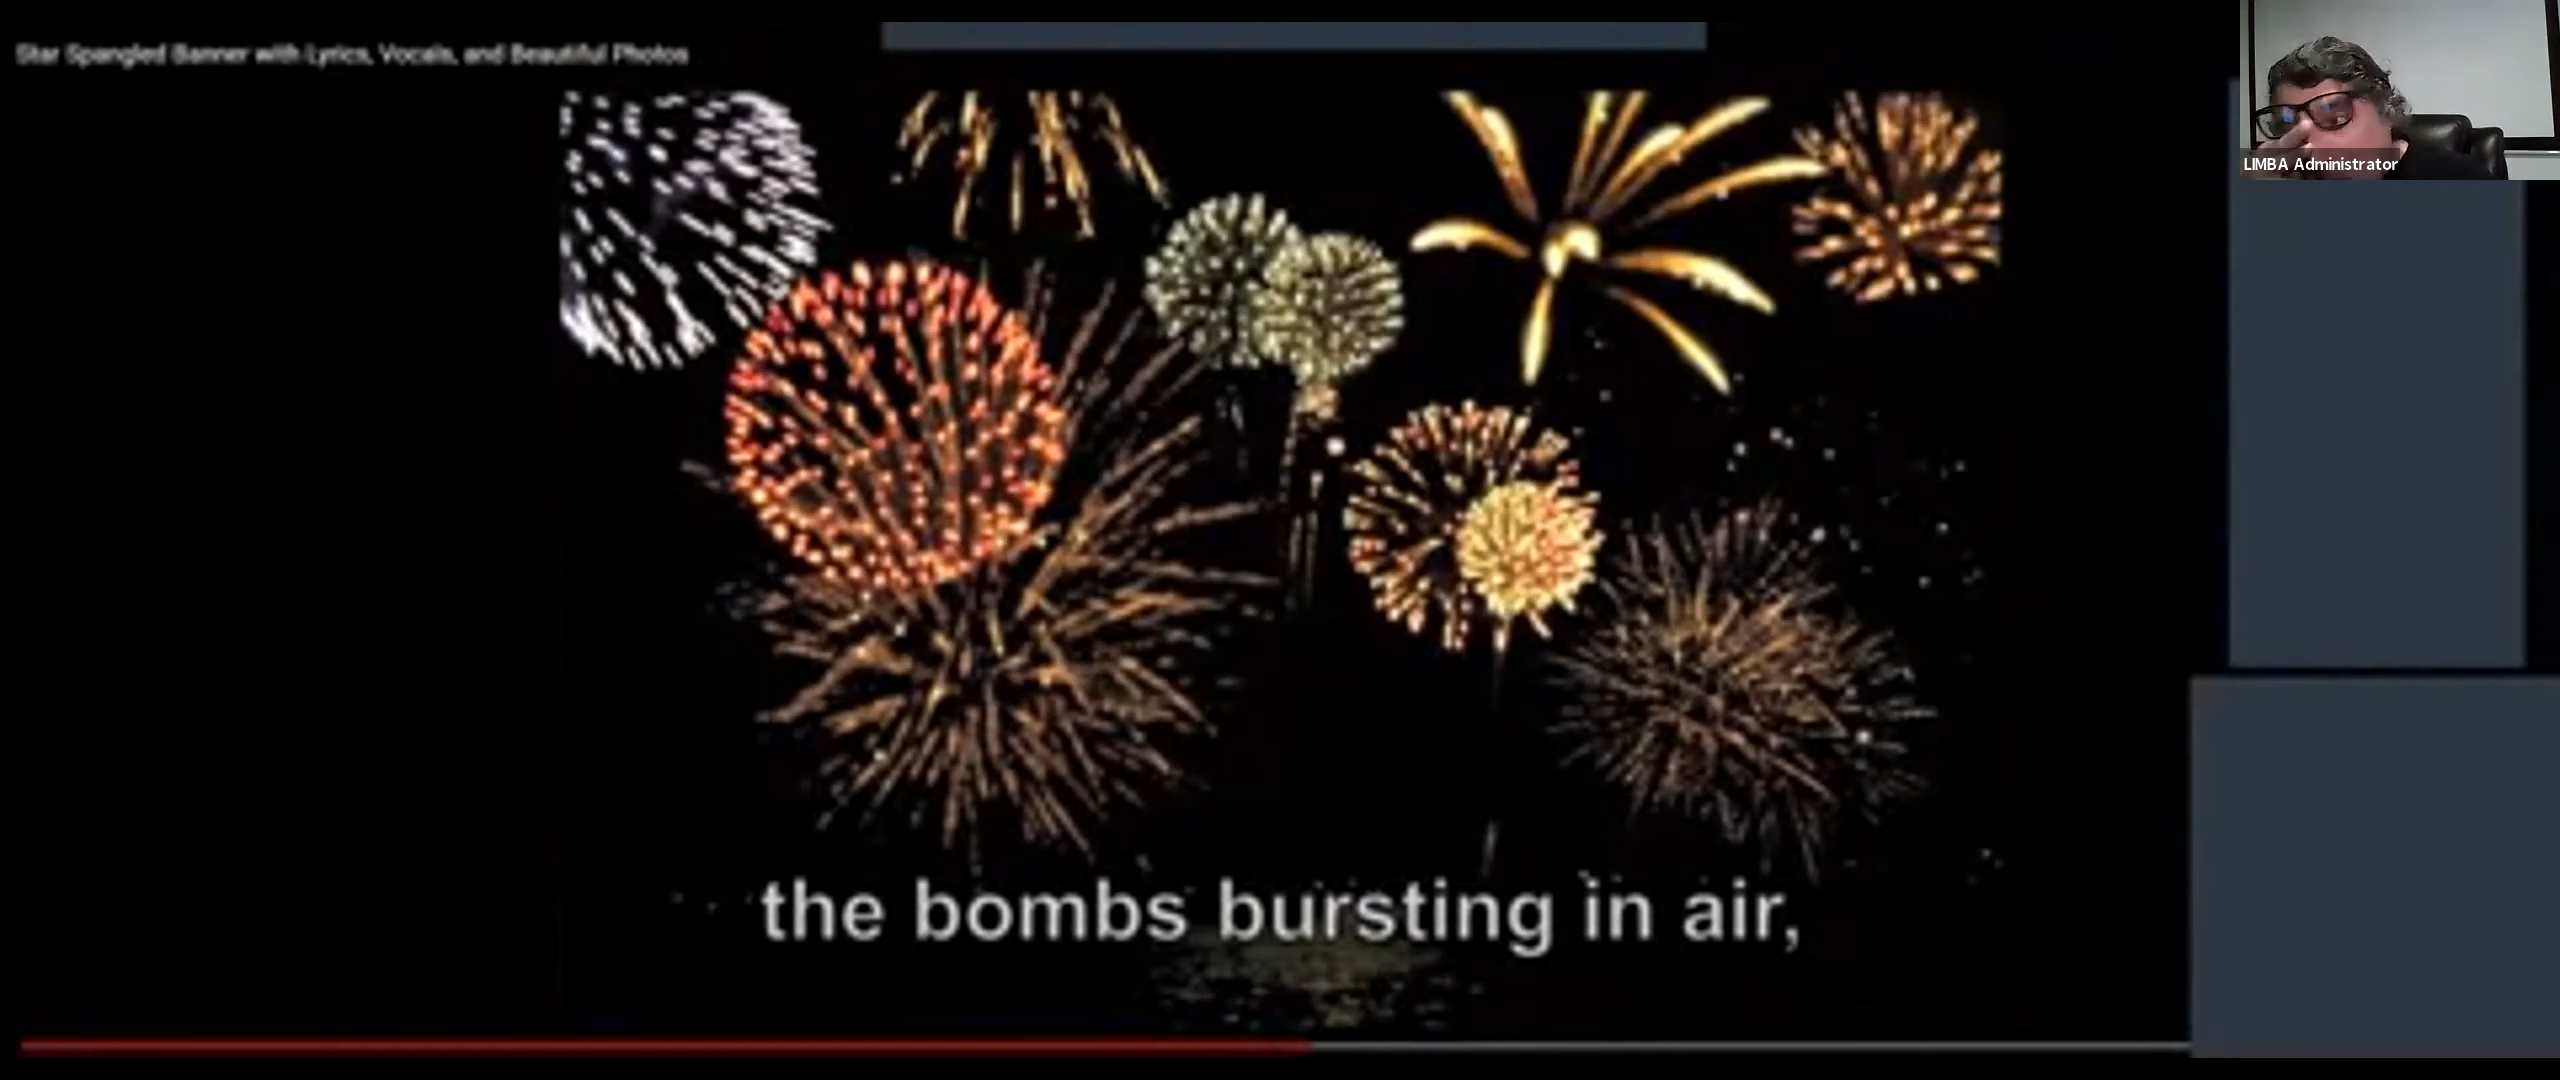 Star Spangled Banner with Lyrics, Vocals, and Beautiful Photos
LIMBA Administrator
the bombs bursting in air,